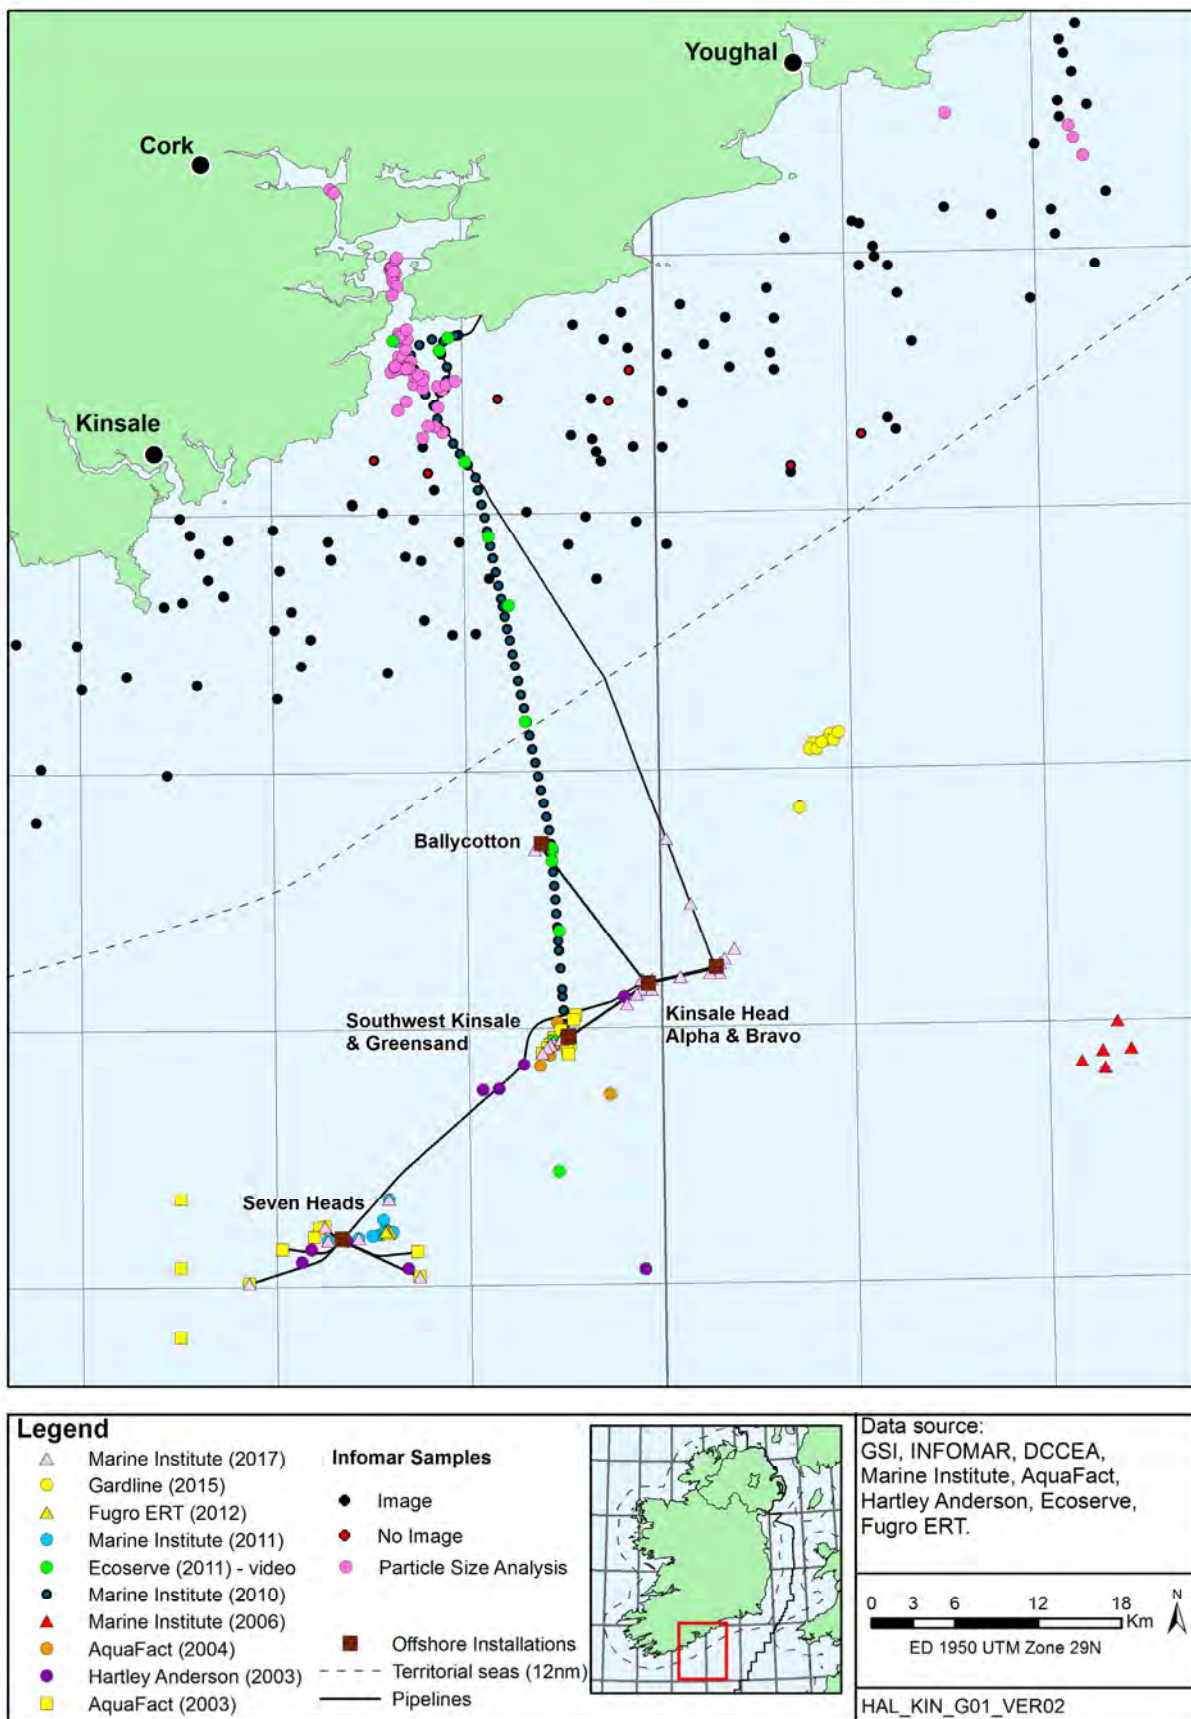 Youghal
Cork
Kinsale
Ballycotton
Southwest Kinsale
& Greensand
Kinsale Head
Alpha & Bravo
Seven Heads
Legend
Marine Institute (2017)
Gardline (2015)
Fugro ERT (2012)
Marine Institute (2011)
Ecoserve (2011) - video
Marine Institute (2010)
Marine Institute (2006)
AquaFact (2004)
Hartley Anderson (2003)
AquaFact (2003)
Infomar Samples
Image
No Image
Particle Size Analysis
Offshore Installations
Territorial seas (12nm)
Pipelines
Data source:
GSI, INFOMAR, DCCEA,
Marine Institute, AquaFact,
Hartley Anderson, Ecoserve,
Fugro ERT.
0 3 6 12 18
Km
N
ED 1950 UTM Zone 29N
HAL_KIN_G01_VER02